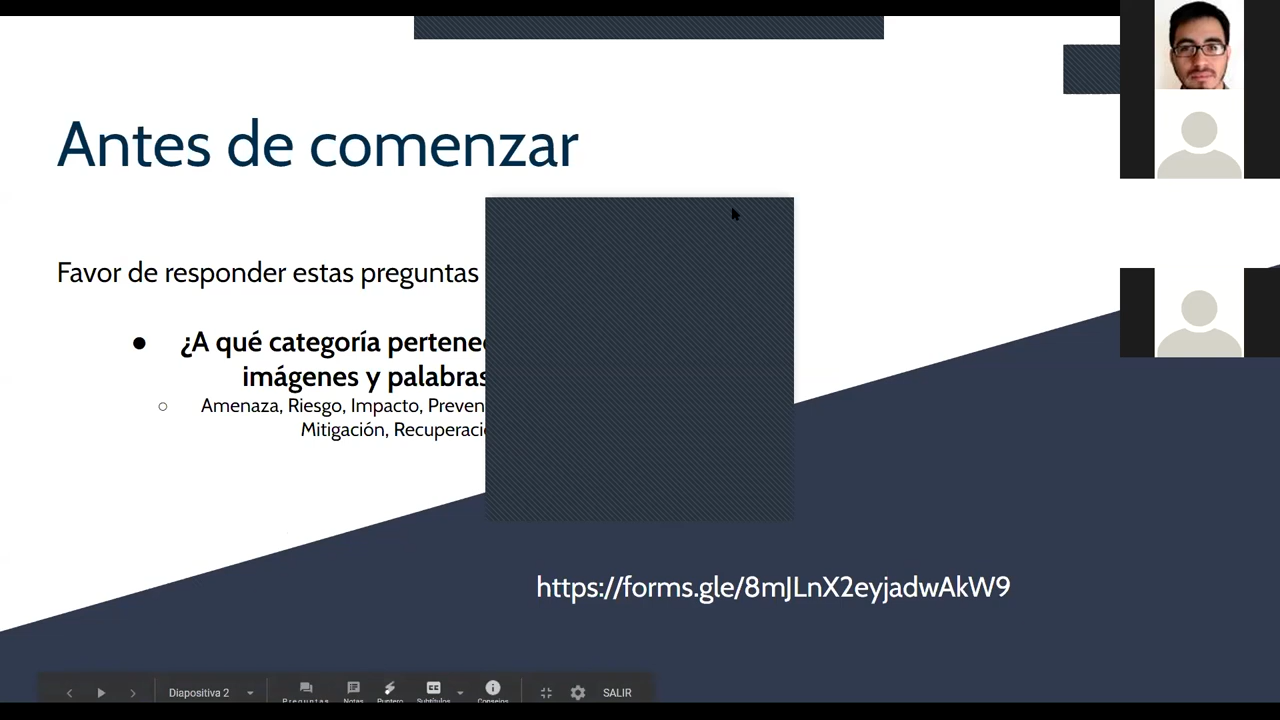 Antes de comenzar
Favor de responder estas preguntas
● ¿A qué categoría pertenec
imágenes y palabras
○ Amenaza, Riesgo, Impacto, Preven
Mitigación, Recuperació
https://forms.gle/8mJLnX2eyjadwAkW9
Diapositiva 2
Preguntas
Notas
Puntero
Subtítulos
Consejos
SALIR